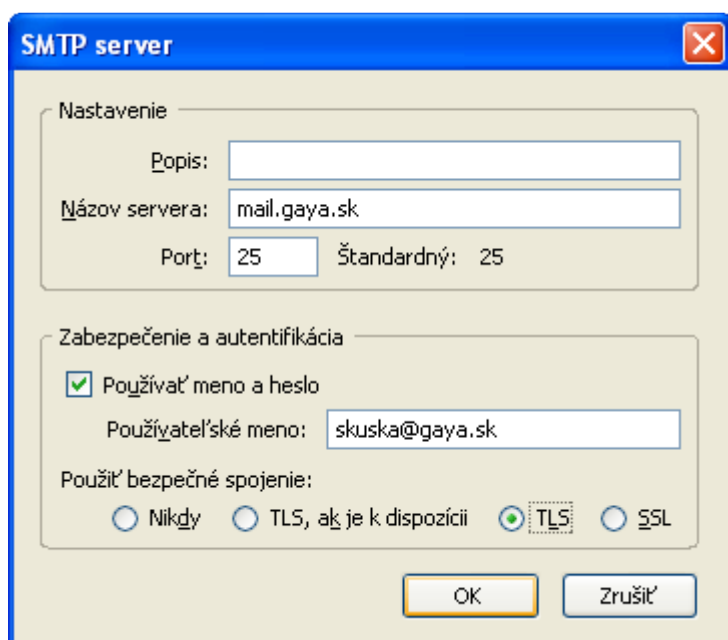 SMTP server
Nastavenie
Popis:
Názov servera: mail.gaya.sk
Port: 25 Štandardný: 25
Zabezpečenie a autentifikácia
Používať meno a heslo
Používateľské meno: skuska@gaya.sk
Použiť bezpečné spojenie:
Nikdy TLS, ak je k dispozícii TLS SSL
OK Zrušiť